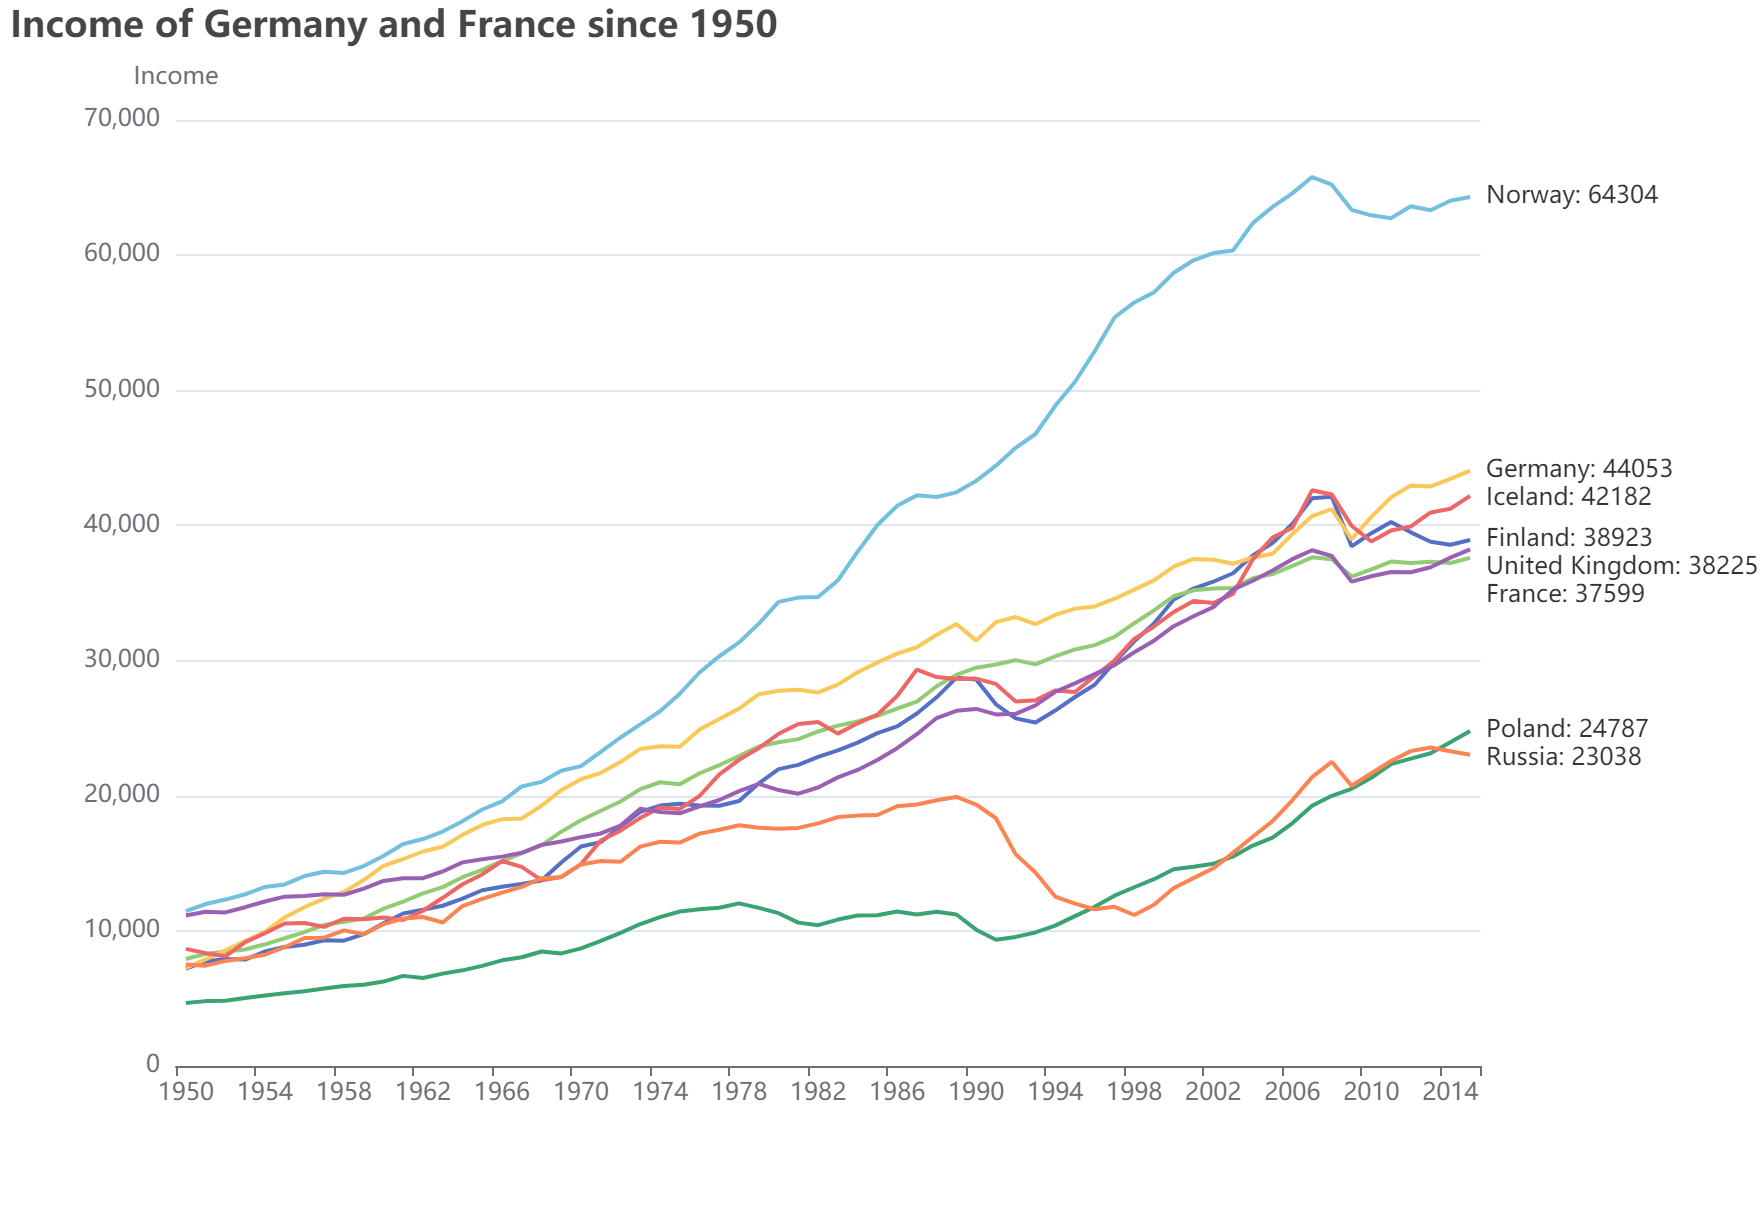 Income of Germany and France since 1950
Income
70,000
60,000
50,000
40,000
30,000
20,000
10,000
0
Norway: 64304
Germany: 44053
Iceland: 42182
Finland: 38923
United Kingdom: 38225
France: 37599
Poland: 24787
Russia: 23038
1950 1954 1958 1962 1966 1970 1974 1978 1982 1986 1990 1994 1998 2002 2006 2010 2014